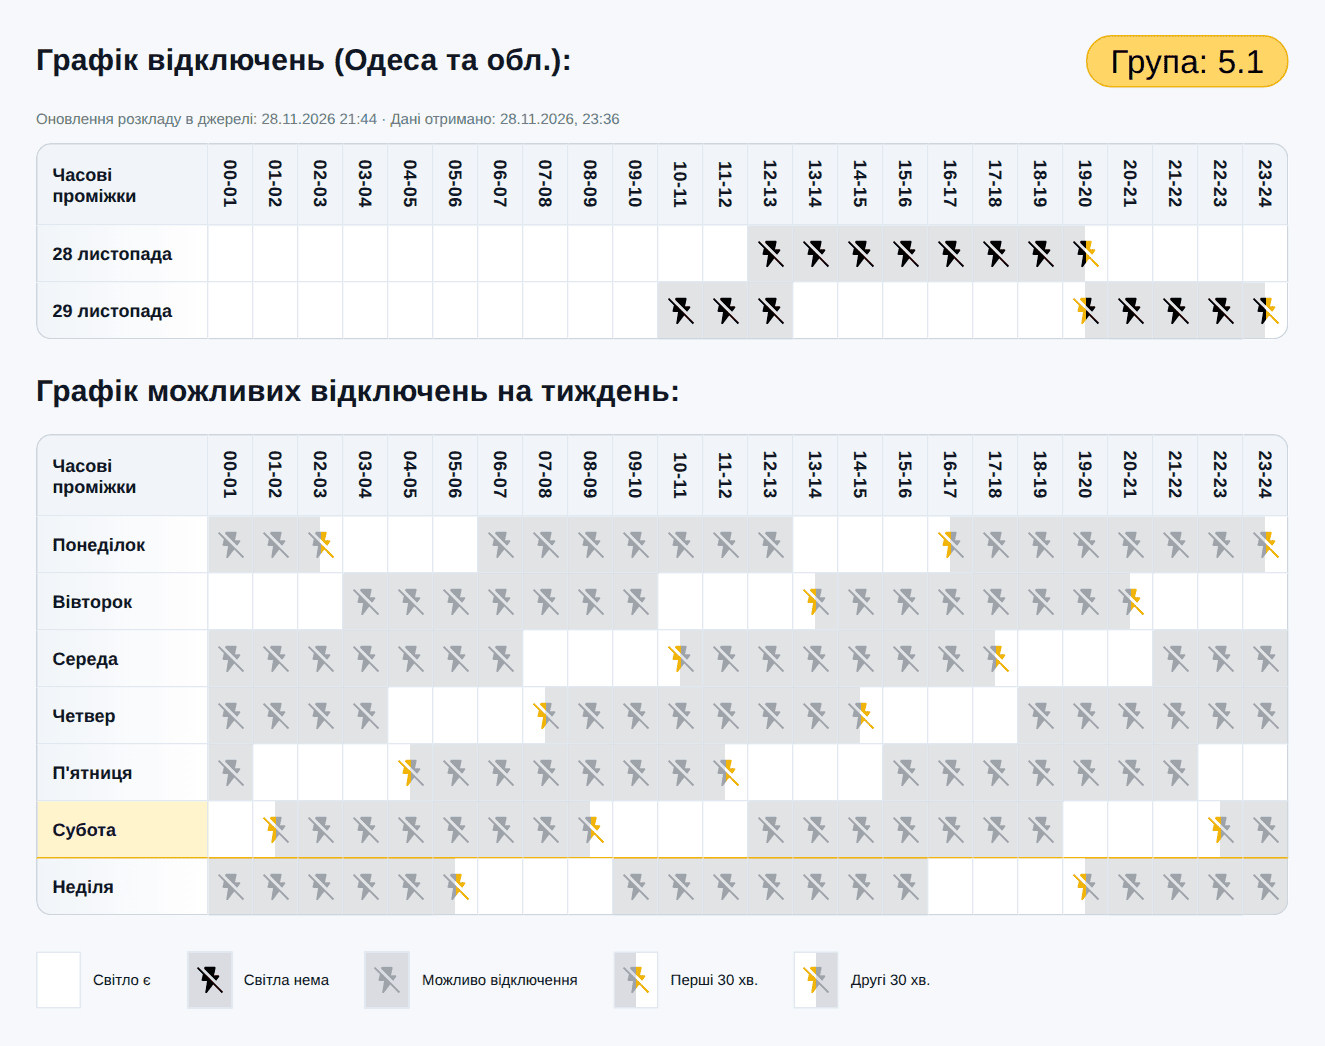 Графік відключень (Одеса та обл.):
Група: 5.1
Оновлення розкладу в джерелі: 28.11.2026 21:44 · Дані отримано: 28.11.2026, 23:36
Часові проміжки 00-01 01-02 02-03 03-04 04-05 05-06 06-07 07-08 08-09 09-10 10-11 11-12 12-13 13-14 14-15 15-16 16-17 17-18 18-19 19-20 20-21 21-22 22-23 23-24
28 листопада
29 листопада
Графік можливих відключень на тиждень:
Часові проміжки 00-01 01-02 02-03 03-04 04-05 05-06 06-07 07-08 08-09 09-10 10-11 11-12 12-13 13-14 14-15 15-16 16-17 17-18 18-19 19-20 20-21 21-22 22-23 23-24
Понеділок
Вівторок
Середа
Четвер
П'ятниця
Субота
Неділя
Світло є Світла нема Можливо відключення Перші 30 хв. Другі 30 хв.